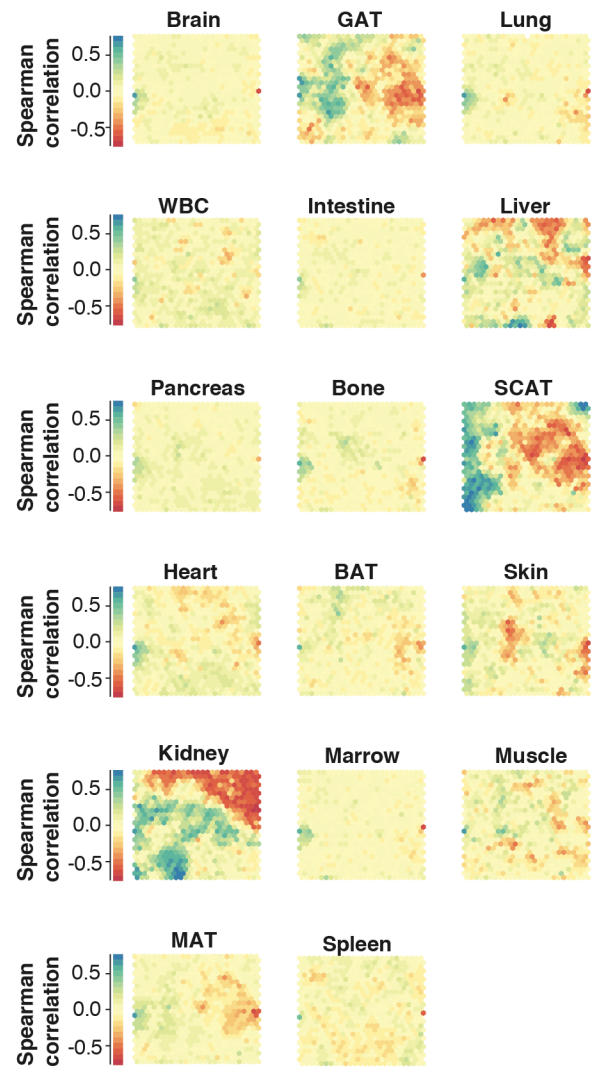 Brain GAT Lung
Spearman
correlation
0.5
0.0
-0.5
WBC Intestine Liver
Spearman
correlation
0.5
0.0
-0.5
Pancreas Bone SCAT
Spearman
correlation
0.5
0.0
-0.5
Heart BAT Skin
Spearman
correlation
0.5
0.0
-0.5
Kidney Marrow Muscle
Spearman
correlation
0.5
0.0
-0.5
MAT Spleen
Spearman
correlation
0.5
0.0
-0.5